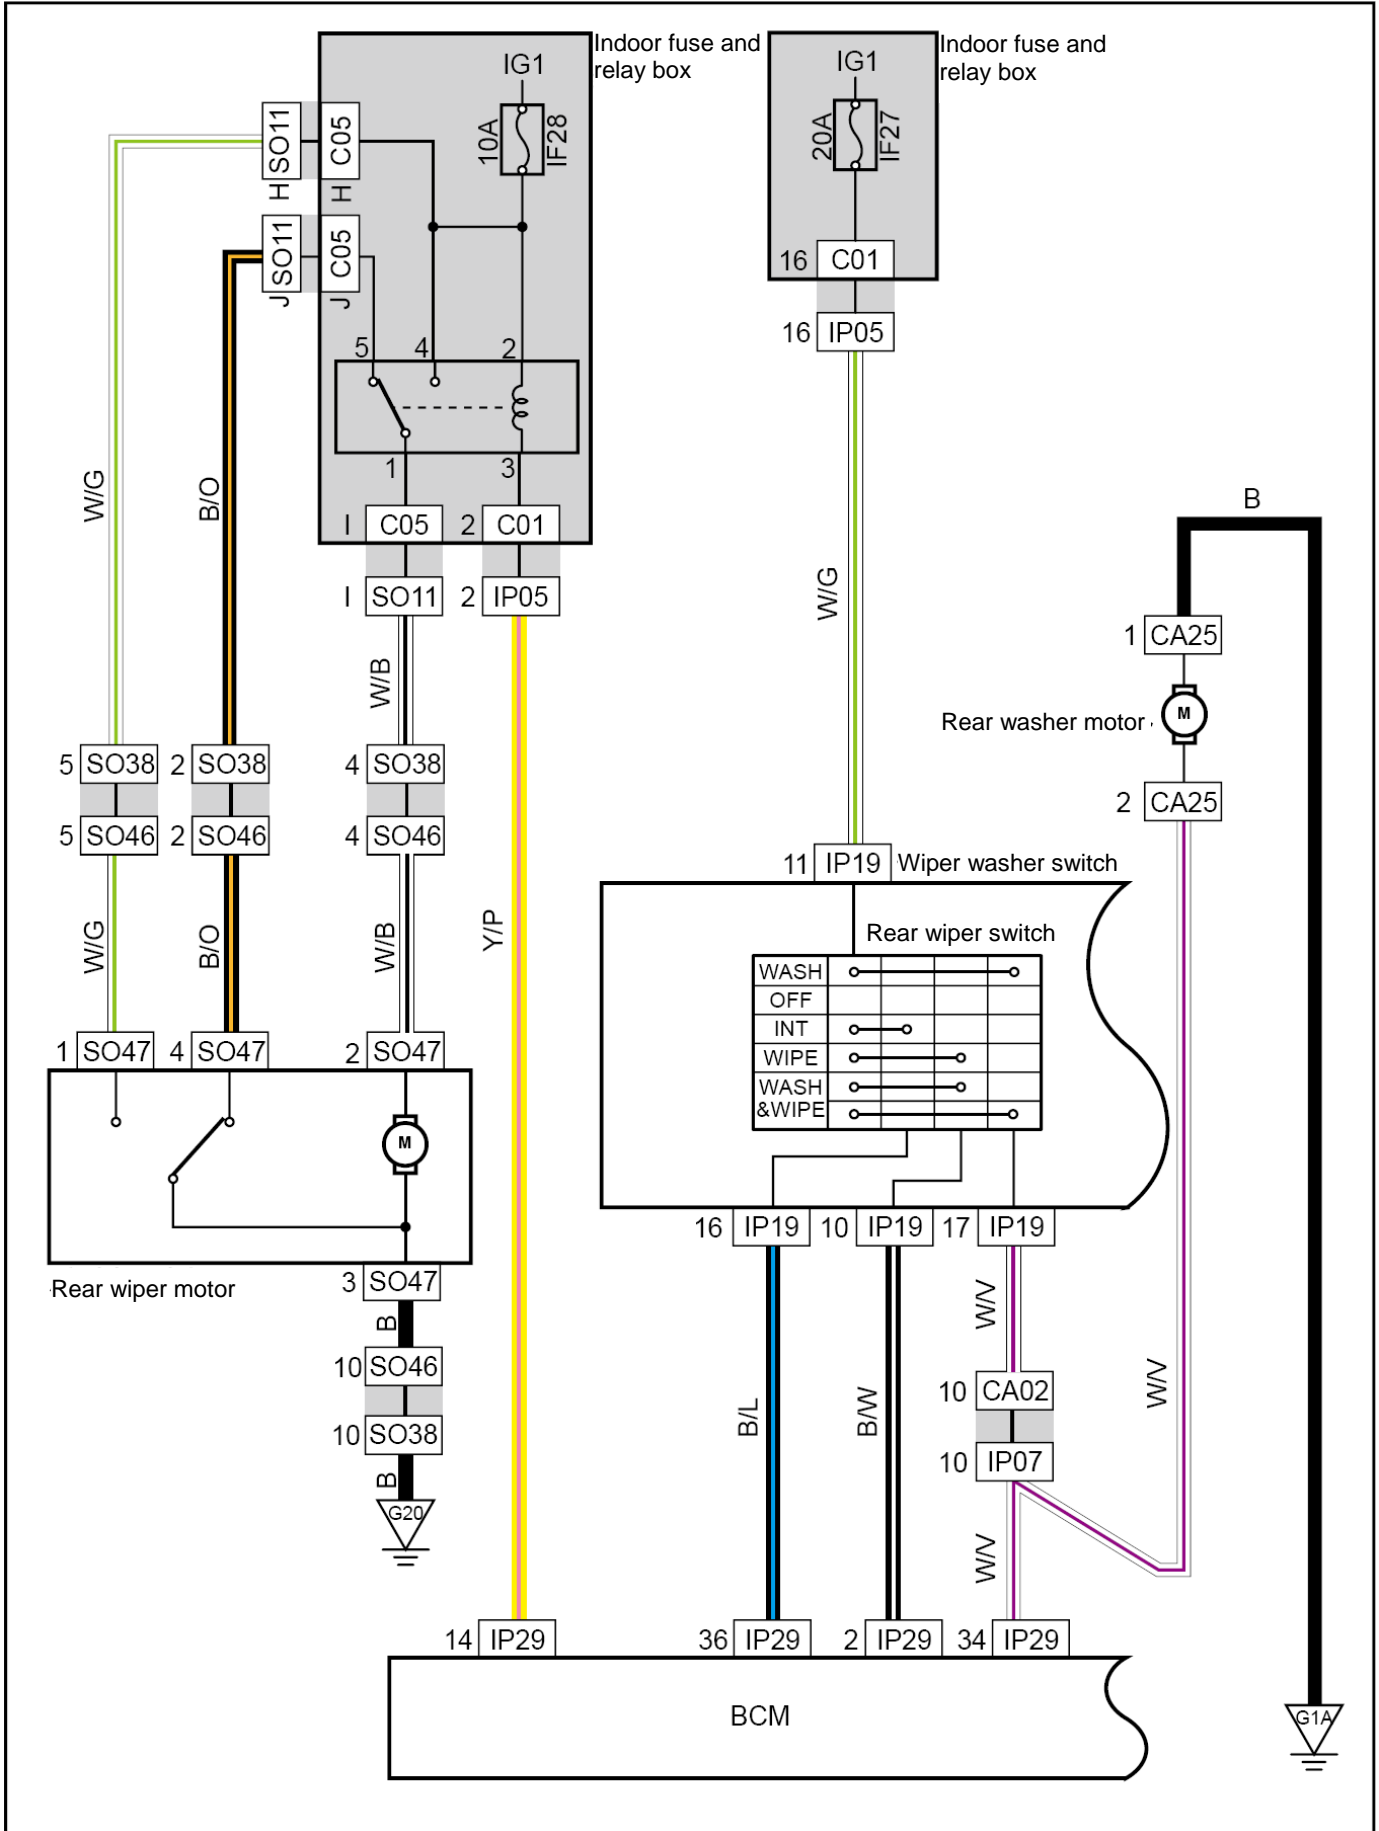 Indoor fuse and
relay box
Indoor fuse and
relay box
IG1
IG1
10A
IF28
20A
IF27
SO11
C05
H
H
SO11
C05
J
J
16
C01
16
IP05
5
4
2
1
3
I
C05
2
C01
I
SO11
2
IP05
W/G
B/O
W/B
W/G
B
1
CA25
Rear washer motor
M
2
CA25
5
SO38
2
SO38
4
SO38
5
SO46
2
SO46
4
SO46
W/G
B/O
W/B
Y/P
11
IP19
Wiper washer switch
Rear wiper switch
WASH
OFF
INT
WIPE
WASH
&WIPE
1
SO47
4
SO47
2
SO47
M
16
IP19
10
IP19
17
IP19
3
SO47
Rear wiper motor
B
10
SO46
10
SO38
B
G20
B/L
B/W
W/V
10
CA02
10
IP07
W/V
W/V
14
IP29
36
IP29
2
IP29
34
IP29
BCM
G1A